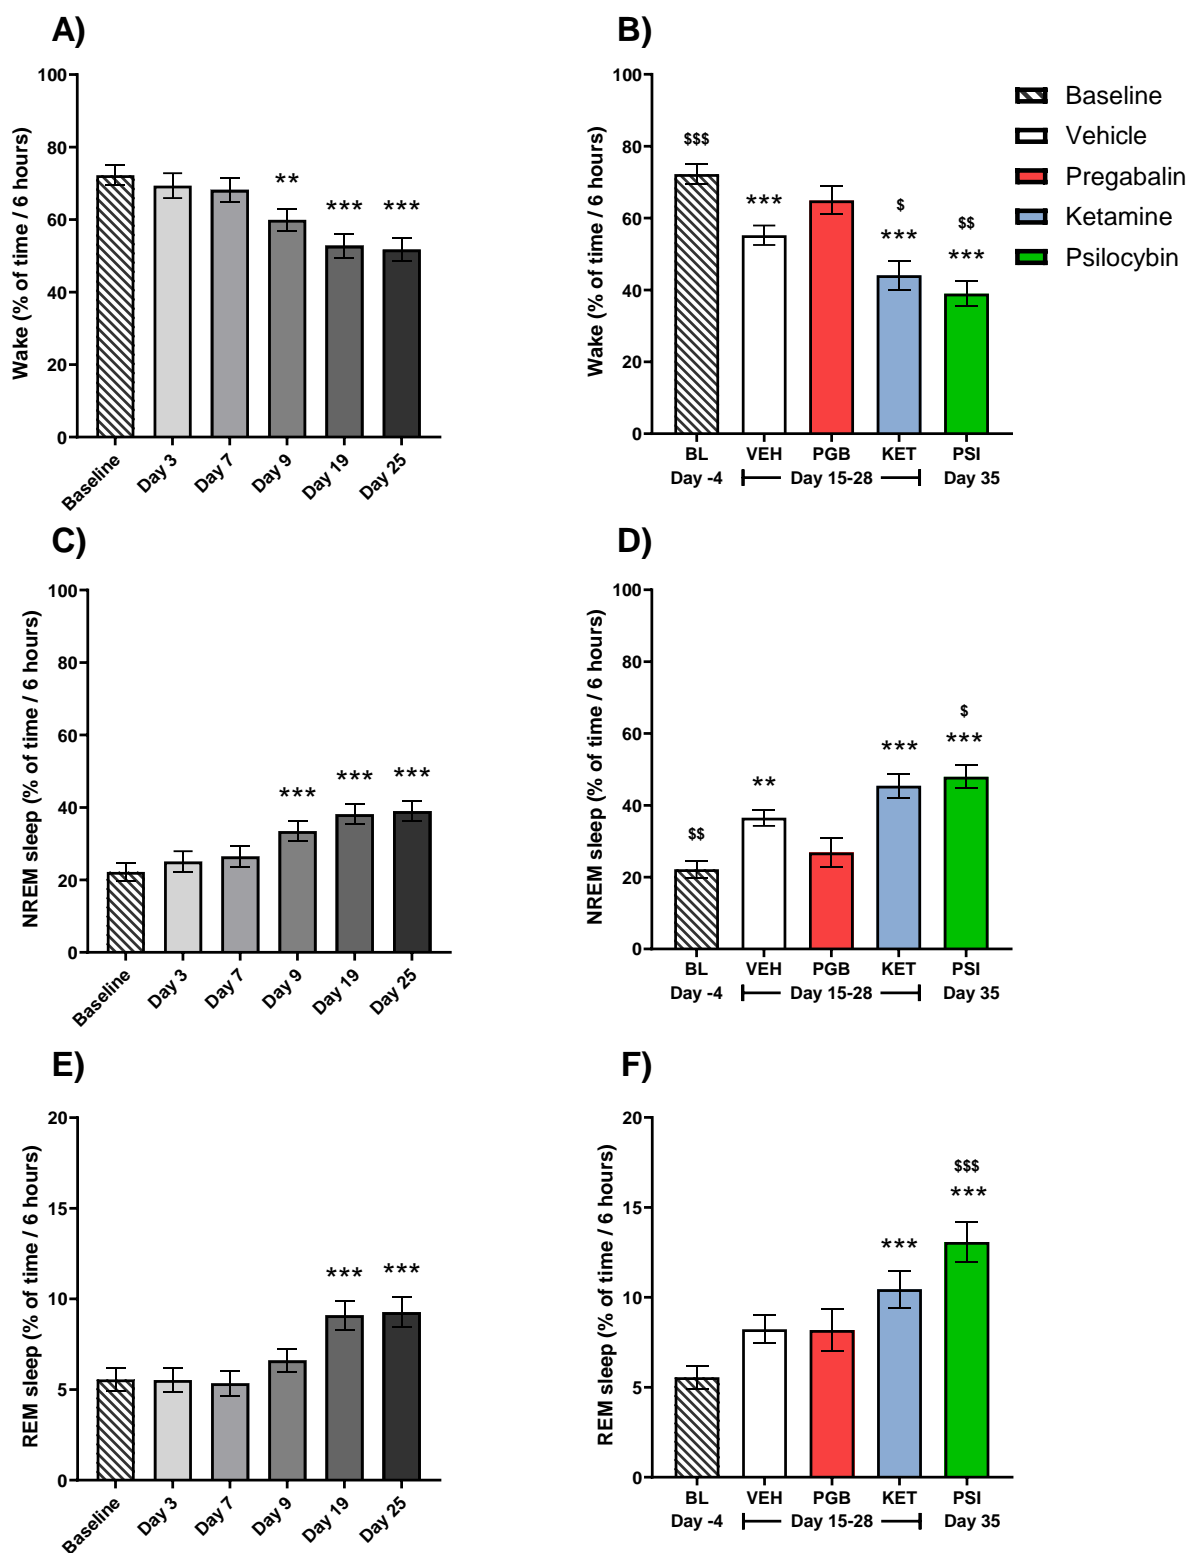 A)
Wake (% of time / 6 hours)
100
80
60
40
20
0
**
***
***
Baseline
Day 3
Day 7
Day 9
Day 19
Day 25
B)
Wake (% of time / 6 hours)
100
80
60
40
20
0
$$$
***
$
***
$$
***
BL
VEH
PGB
KET
PSI
Day -4
Day 15-28
Day 35
Baseline
Vehicle
Pregabalin
Ketamine
Psilocybin
C)
NREM sleep (% of time / 6 hours)
100
80
60
40
20
0
***
***
***
Baseline
Day 3
Day 7
Day 9
Day 19
Day 25
D)
NREM sleep (% of time / 6 hours)
100
80
60
40
20
0
$$
**
***
$
***
BL
VEH
PGB
KET
PSI
Day -4
Day 15-28
Day 35
E)
REM sleep (% of time / 6 hours)
20
15
10
5
0
***
***
Baseline
Day 3
Day 7
Day 9
Day 19
Day 25
F)
REM sleep (% of time / 6 hours)
20
15
10
5
0
***
$$$
***
BL
VEH
PGB
KET
PSI
Day -4
Day 15-28
Day 35